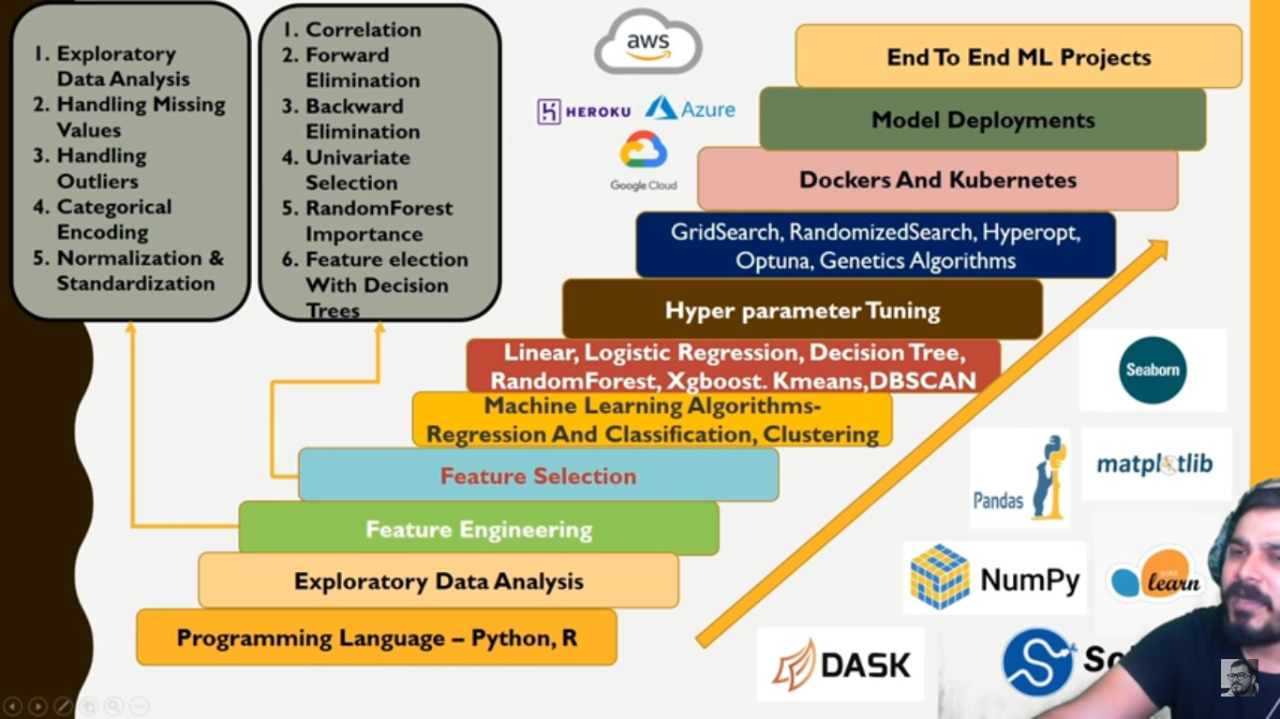 1. Exploratory
Data Analysis
2. Handling Missing
Values
3. Handling
Outliers
4. Categorical
Encoding
5. Normalization &
Standardization
1. Correlation
2. Forward
Elimination
3. Backward
Elimination
4. Univariate
Selection
5. RandomForest
Importance
6. Feature election
With Decision
Trees
aws
HEROKU
Azure
Google Cloud
End To End ML Projects
Model Deployments
Dockers And Kubernetes
GridSearch, RandomizedSearch, Hyperopt,
Optuna, Genetics Algorithms
Hyper parameter Tuning
Linear, Logistic Regression, Decision Tree,
RandomForest, Xgboost. Kmeans,DBSCAN
Machine Learning Algorithms-
Regression And Classification, Clustering
Feature Selection
Feature Engineering
Exploratory Data Analysis
Programming Language – Python, R
Seaborn
Pandas
matplotlib
NumPy
learn
DASK